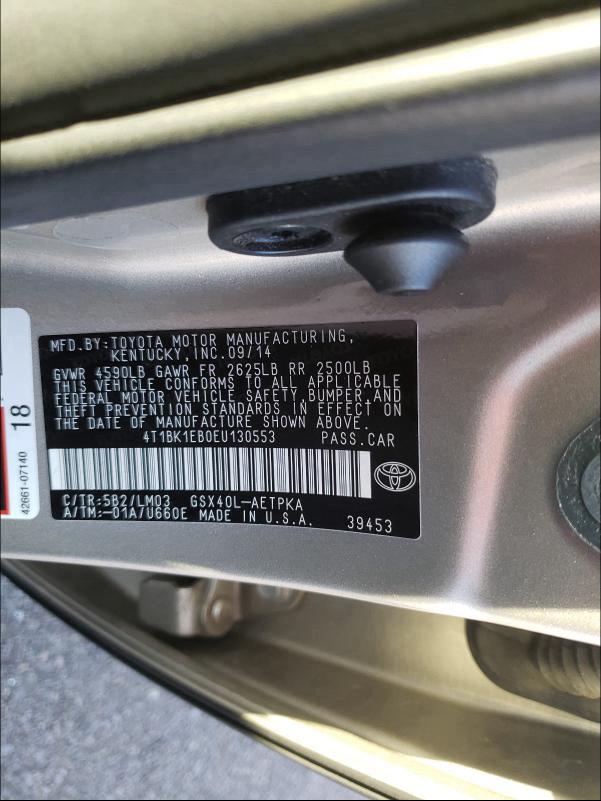 MFD.BY:TOYOTA MOTOR MANUFACTURING,
KENTUCKY,INC.09/14
GVWR 4590LB GAWR FR 2625LB RR 2500LB
THIS VEHICLE CONFORMS TO ALL APPLICABLE
FEDERAL MOTOR VEHICLE SAFETY,BUMPER,AND
THEFT PREVENTION STANDARDS IN EFFECT ON
THE DATE OF MANUFACTURE SHOWN ABOVE.
4T1BK1EB0EU130553 PASS.CAR
C/TR:5B2/LM03 GSX40L-AETPKA
A/TM:-01A/U660E MADE IN U.S.A. 39453
18
42661-07140